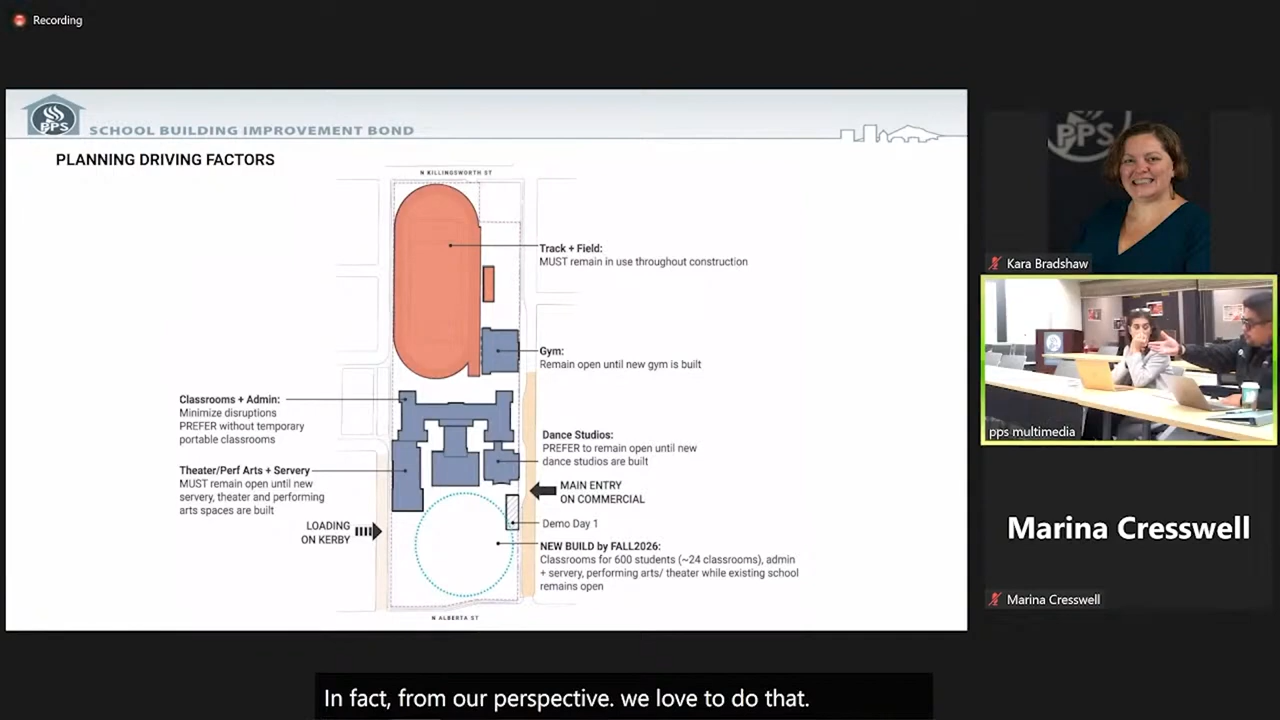 Recording
PPS
SCHOOL BUILDING IMPROVEMENT BOND
PLANNING DRIVING FACTORS
N KILLINGSWORTH ST
Track + Field:
MUST remain in use throughout construction
Gym:
Remain open until new gym is built
Classrooms + Admin:
Minimize disruptions
PREFER without temporary
portable classrooms
Dance Studios:
PREFER to remain open until new
dance studios are built
Theater/Perf Arts + Servery
MUST remain open until new
servery, theater and performing
arts spaces are built
MAIN ENTRY
ON COMMERCIAL
LOADING
ON KERBY
Demo Day 1
NEW BUILD by FALL2026:
Classrooms for 600 students (~24 classrooms), admin
+ servery, performing arts/ theater while existing school
remains open
N ALBERTA ST
PPS
Kara Bradshaw
pps multimedia
Marina Cresswell
Marina Cresswell
In fact, from our perspective. we love to do that.